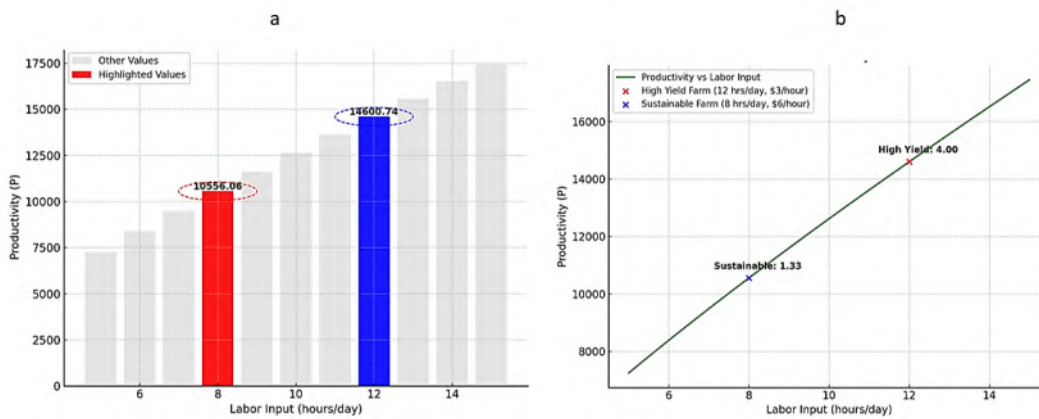 a
17500
15000
12500
10000
7500
5000
2500
0
Productivity (P)
Other Values
Highlighted Values
10556.06
14600.74
6
8
10
12
14
Labor Input (hours/day)
b
16000
14000
12000
10000
8000
Productivity (P)
Productivity vs Labor Input
High Yield Farm (12 hrs/day, $3/hour)
Sustainable Farm (8 hrs/day, $6/hour)
High Yield: 4.00
Sustainable: 1.33
6
8
10
12
14
Labor Input (hours/day)